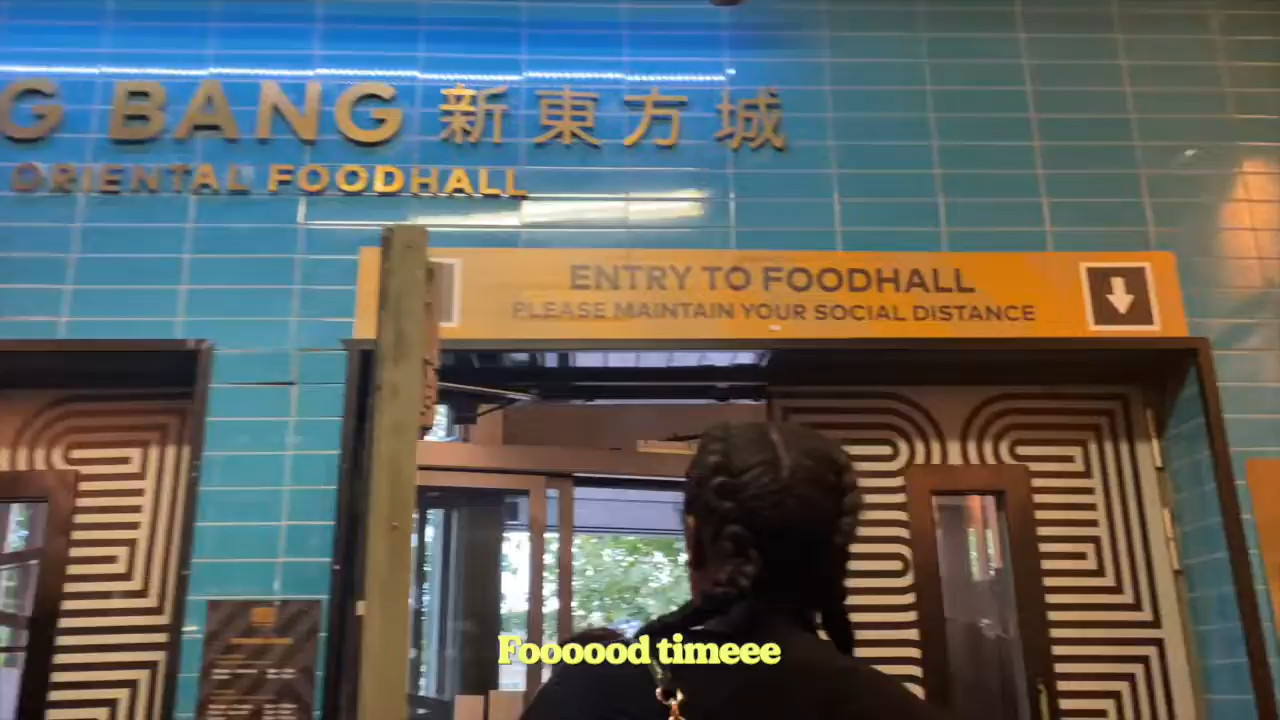 G BANG 新東方城
ORIENTAL FOODHALL
ENTRY TO FOODHALL
PLEASE MAINTAIN YOUR SOCIAL DISTANCE
Foooood timeee